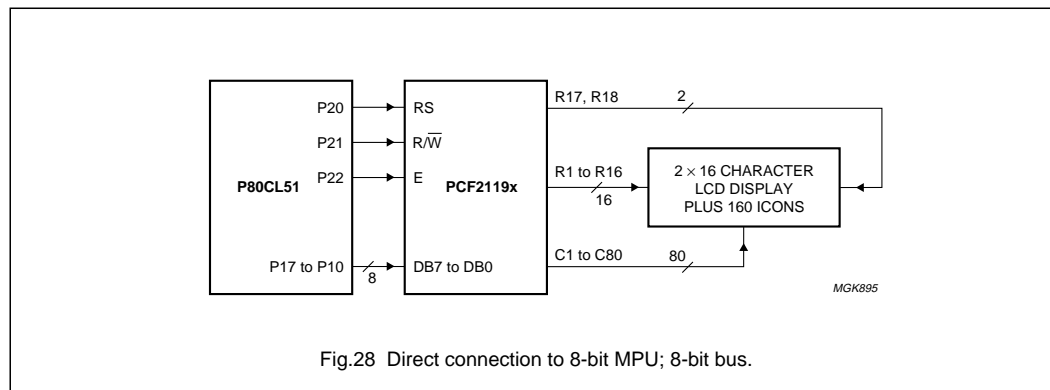 P80CL51
P20
P21
P22
P17 to P10
8
RS
R/W̅
E
PCF2119x
DB7 to DB0
R17, R18
2
R1 to R16
16
C1 to C80
80
2 × 16 CHARACTER
LCD DISPLAY
PLUS 160 ICONS
MGK895
Fig.28 Direct connection to 8-bit MPU; 8-bit bus.